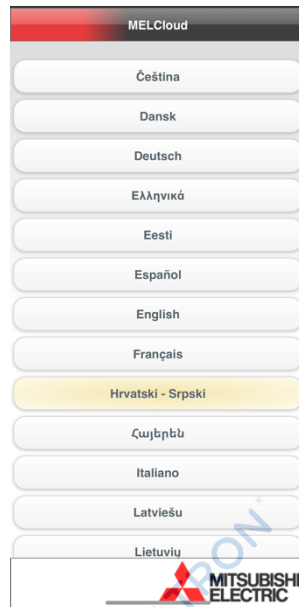 MELCloud
Čeština
Dansk
Deutsch
Ελληνικά
Eesti
Español
English
Français
Hrvatski - Srpski
Հայերեն
Italiano
Latviešu
Lietuvių
MITSUBISHI
ELECTRIC